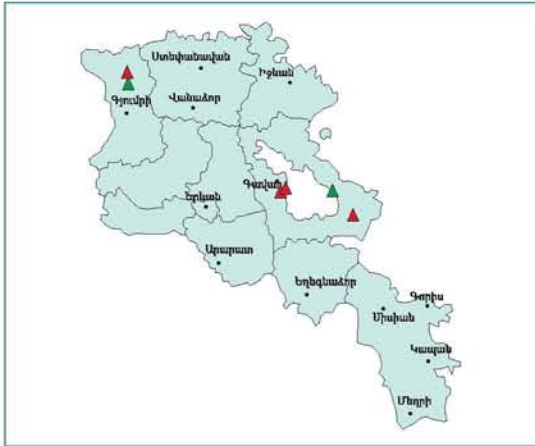 Ստեփանավան
Իջևան
Գյումրի
Վանաձոր
Գավառ
Երևան
Արարատ
Եղեգնաձոր
Գորիս
Սիսիան
Կապան
Մեղրի